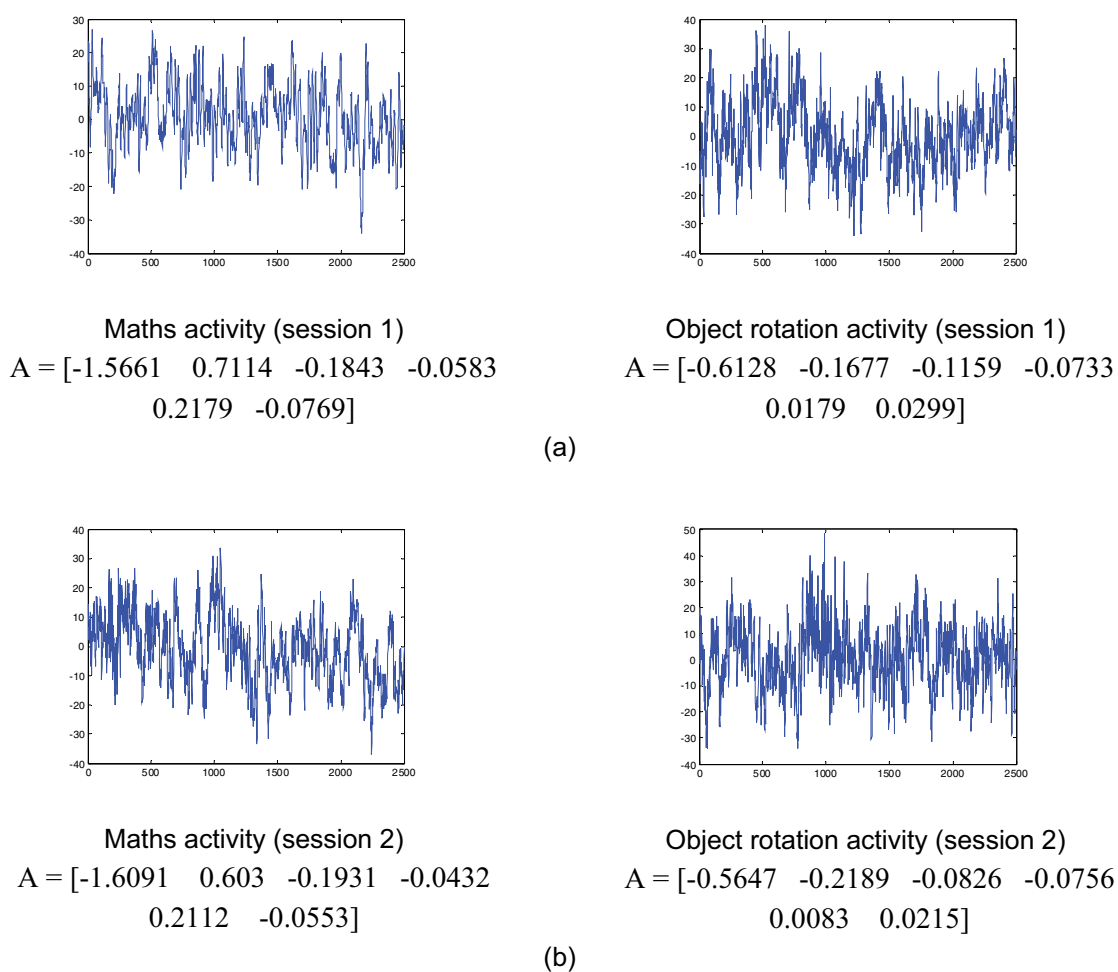 30
20
10
0
-10
-20
-30
-40
0 500 1000 1500 2000 2500
40
30
20
10
0
-10
-20
-30
-40
0 500 1000 1500 2000 2500
Maths activity (session 1)
A = [-1.5661 0.7114 -0.1843 -0.0583
0.2179 -0.0769]
Object rotation activity (session 1)
A = [-0.6128 -0.1677 -0.1159 -0.0733
0.0179 0.0299]
(a)
40
30
20
10
0
-10
-20
-30
-40
0 500 1000 1500 2000 2500
50
40
30
20
10
0
-10
-20
-30
-40
0 500 1000 1500 2000 2500
Maths activity (session 2)
A = [-1.6091 0.603 -0.1931 -0.0432
0.2112 -0.0553]
Object rotation activity (session 2)
A = [-0.5647 -0.2189 -0.0826 -0.0756
0.0083 0.0215]
(b)